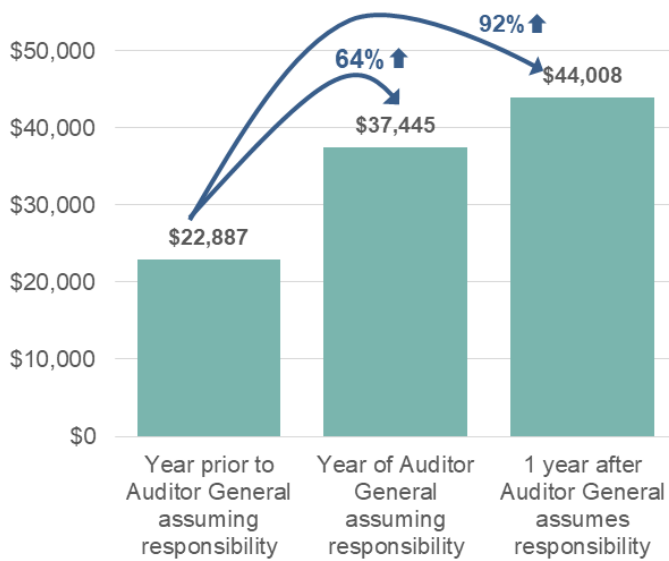 92%
$50,000
64%
$44,008
$40,000
$37,445
$30,000
$22,887
$20,000
$10,000
$0
Year prior to
Auditor General
assuming
responsibility
Year of Auditor
General
assuming
responsibility
1 year after
Auditor General
assumes
responsibility